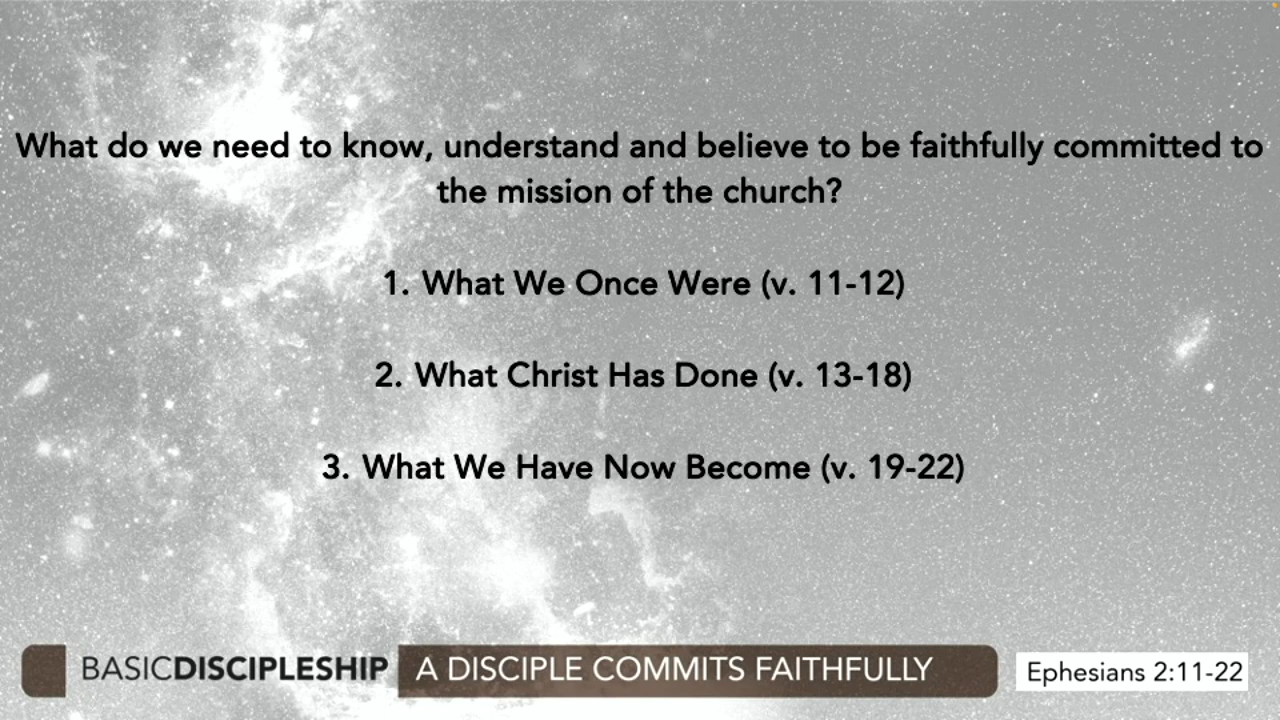 What do we need to know, understand and believe to be faithfully committed to
the mission of the church?
1. What We Once Were (v. 11-12)
2. What Christ Has Done (v. 13-18)
3. What We Have Now Become (v. 19-22)
BASICDISCIPLESHIP A DISCIPLE COMMITS FAITHFULLY Ephesians 2:11-22